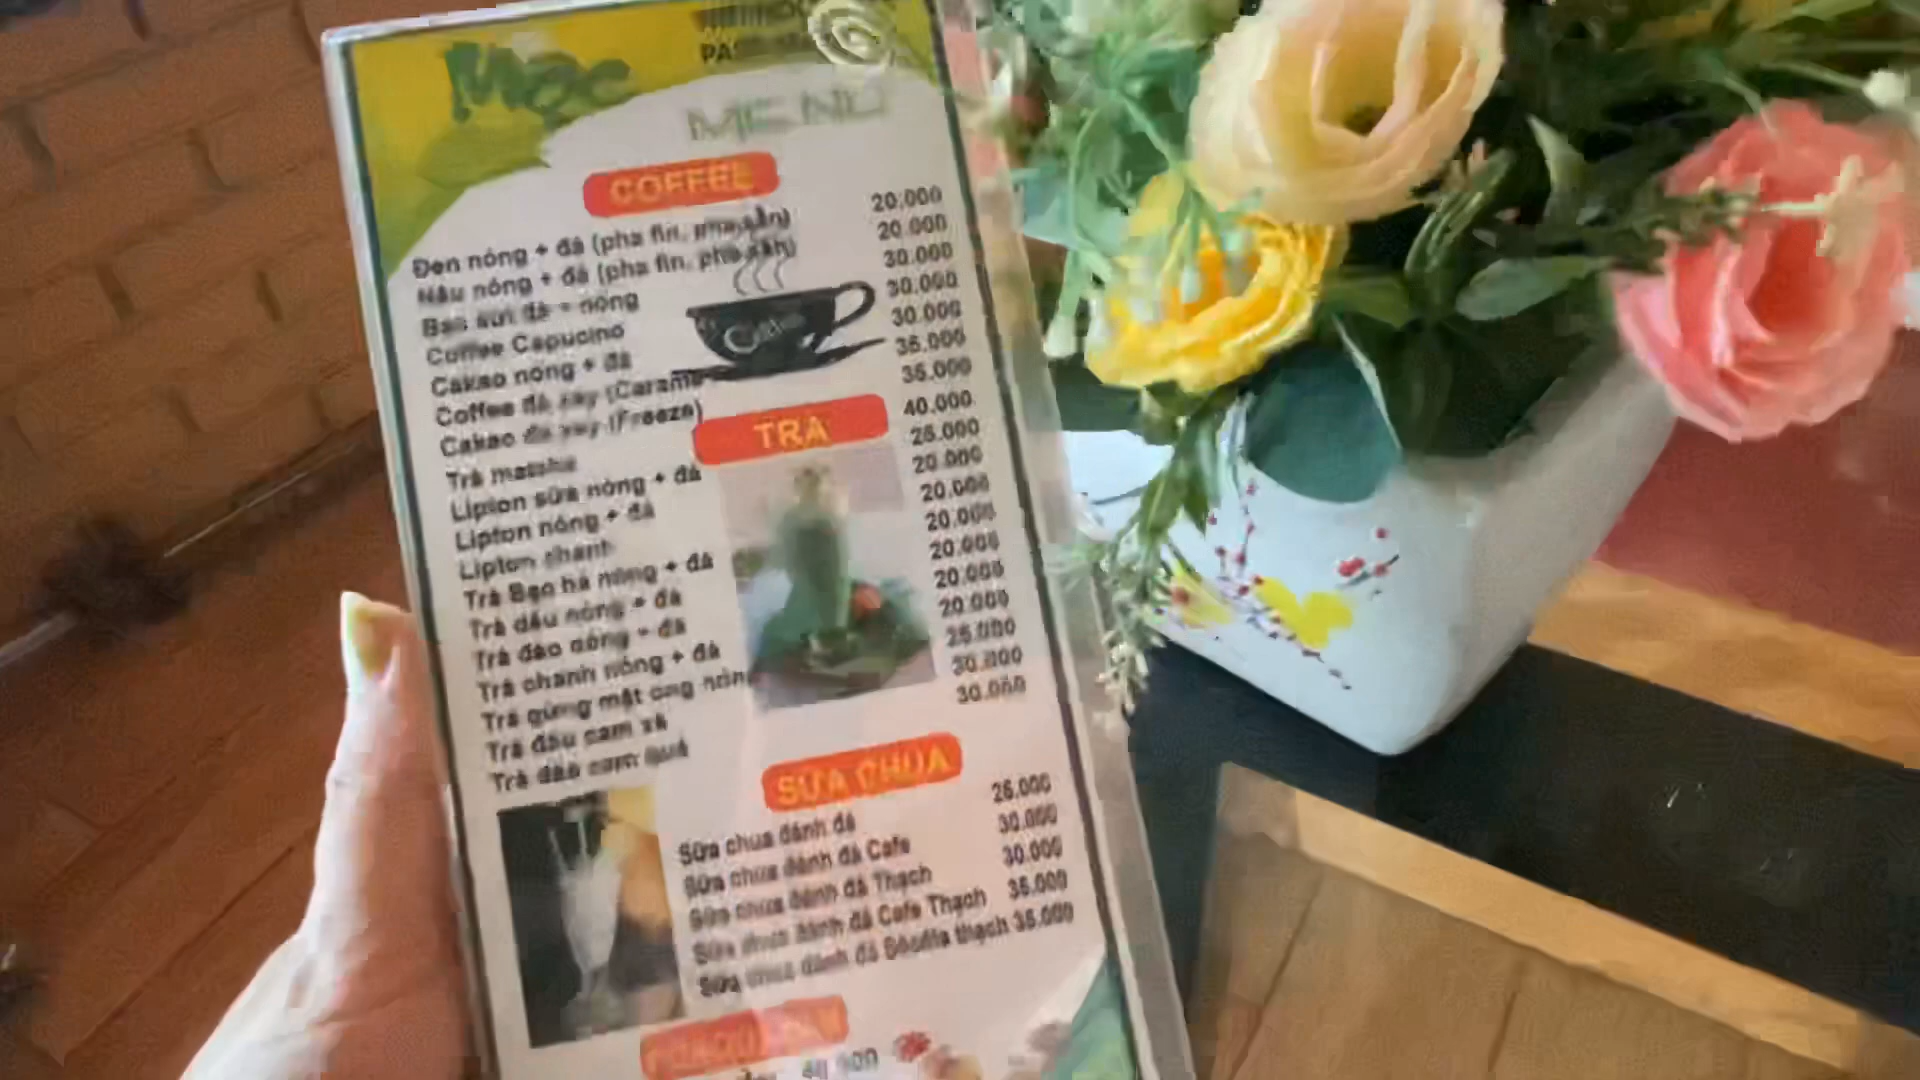 Mộc
MENU
COFFEE
Đen nóng + đá (pha fin, pha sẵn) 20.000
Nâu nóng + đá (pha fin, pha sẵn) 20.000
Bạc sửu đá + nóng 30.000
Coffee Capucino 30.000
Cakao nóng + đá 30.000
Coffee đá xay (Carame 35.000
Cakao đá xay (Freeze) 35.000
Coffee
TRÀ
Trà matcha 40.000
Lipton sữa nóng + đá 25.000
Lipton nóng + đá 20.000
Lipton chanh 20.000
Trà Bạc hà nóng + đá 20.000
Trà dâu nóng + đá 20.000
Trà đào nóng + đá 20.000
Trà chanh nóng + đá 20.000
Trà gừng mật ong nóng 25.000
Trà đâu cam xả 30.000
Trà đào cam quế 30.000
SỮA CHUA
Sữa chua đánh đá 25.000
Sữa chua đánh đá Cafe 30.000
Sữa chua đánh đá Thạch 30.000
Sữa chua đánh đá Cafe Thạch 35.000
Sữa chua đánh đá thạch 35.000